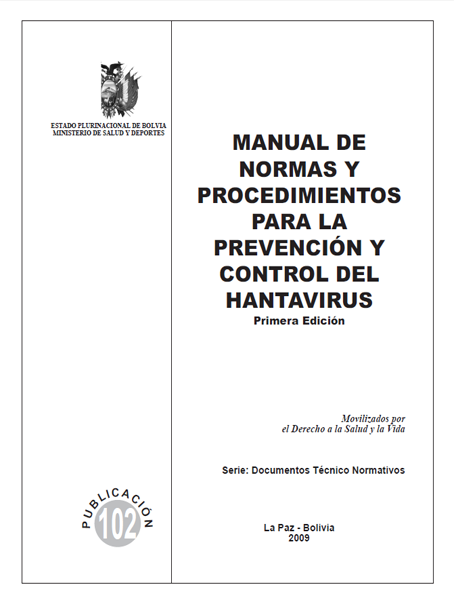 ESTADO PLURINACIONAL DE BOLVIA
MINISTERIO DE SALUD Y DEPORTES
MANUAL DE
NORMAS Y
PROCEDIMIENTOS
PARA LA
PREVENCIÓN Y
CONTROL DEL
HANTAVIRUS
Primera Edición
Movilizados por
el Derecho a la Salud y la Vida
Serie: Documentos Técnico Normativos
PUBLICACIÓN
102
La Paz - Bolivia
2009